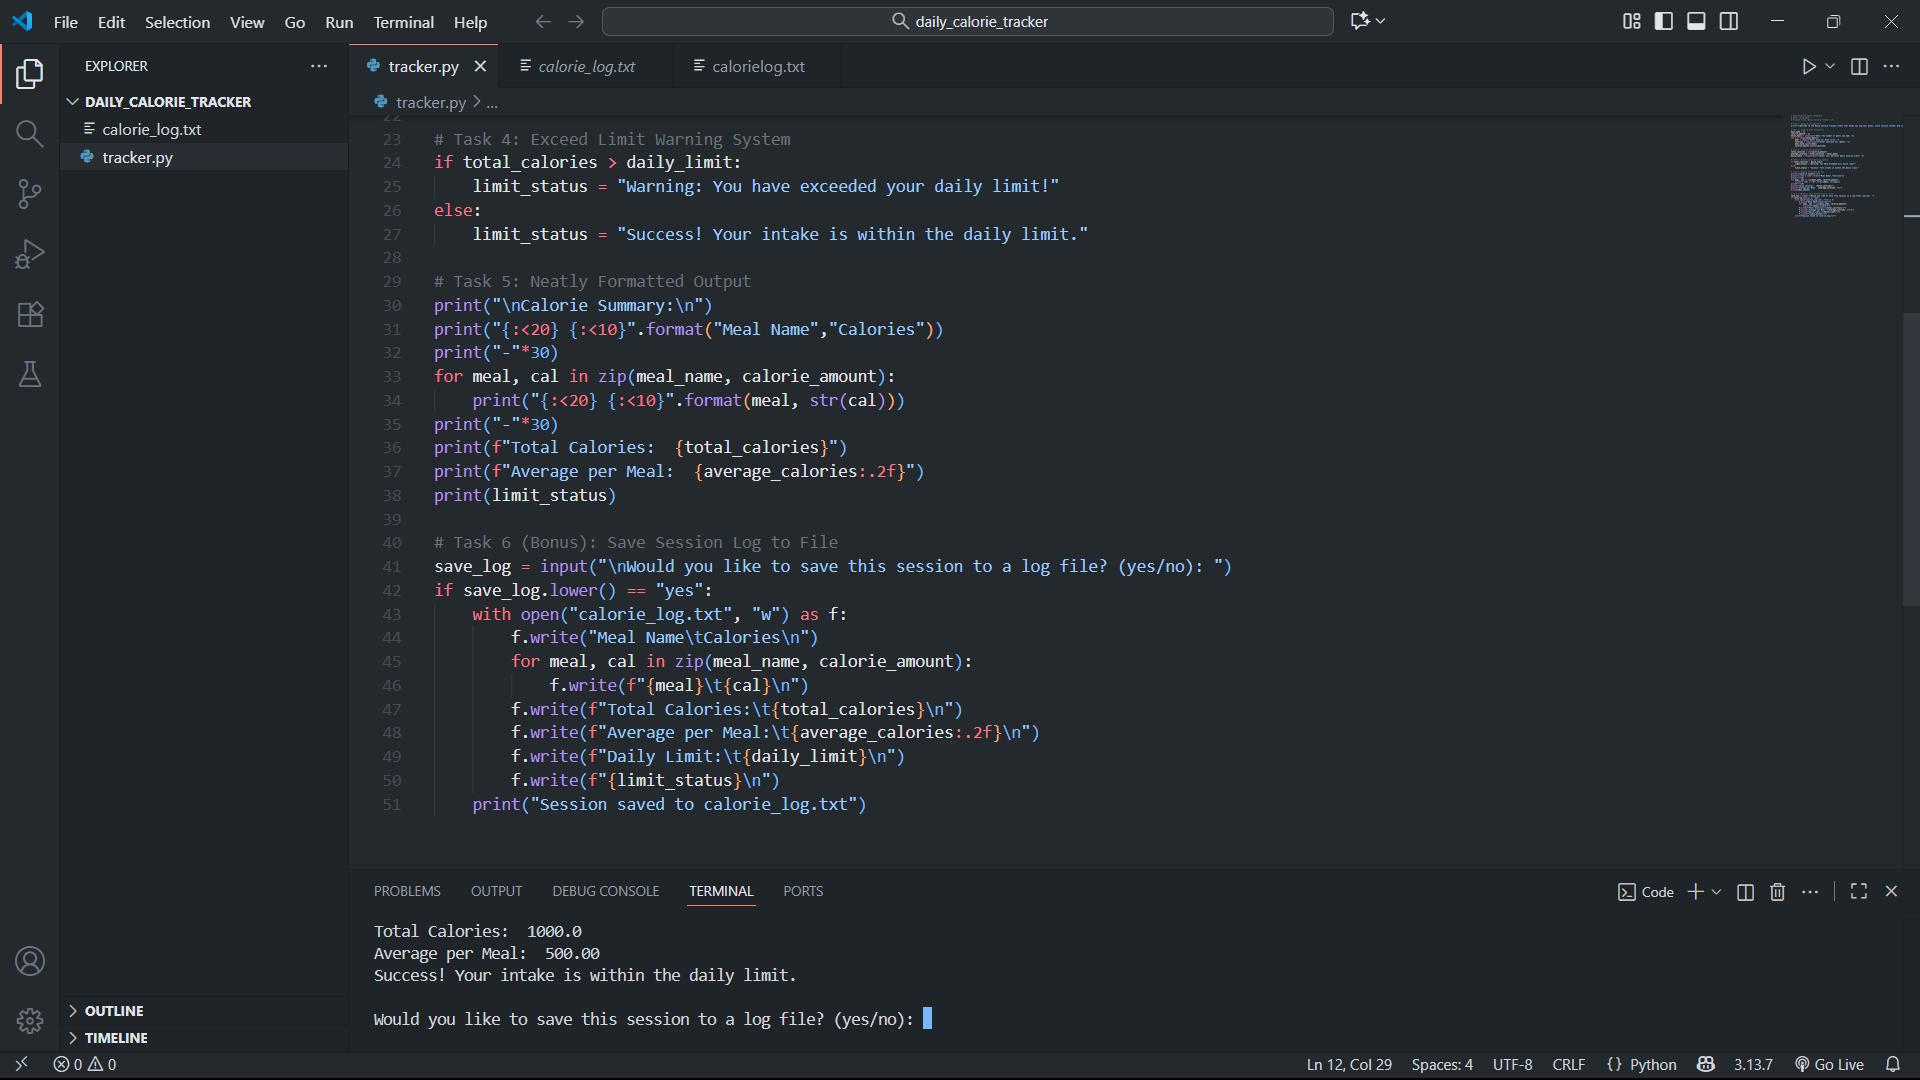 File Edit Selection View Go Run Terminal Help
daily_calorie_tracker
EXPLORER
DAILY_CALORIE_TRACKER
calorie_log.txt
tracker.py
OUTLINE
TIMELINE
tracker.py
calorie_log.txt
calorielog.txt
tracker.py > ...
22
23 # Task 4: Exceed Limit Warning System
24 if total_calories > daily_limit:
25     limit_status = "Warning: You have exceeded your daily limit!"
26 else:
27     limit_status = "Success! Your intake is within the daily limit."
28
29 # Task 5: Neatly Formatted Output
30 print("\nCalorie Summary:\n")
31 print("{:<20} {:<10}".format("Meal Name","Calories"))
32 print("-"*30)
33 for meal, cal in zip(meal_name, calorie_amount):
34     print("{:<20} {:<10}".format(meal, str(cal)))
35 print("-"*30)
36 print(f"Total Calories:  {total_calories}")
37 print(f"Average per Meal:  {average_calories:.2f}")
38 print(limit_status)
39
40 # Task 6 (Bonus): Save Session Log to File
41 save_log = input("\nWould you like to save this session to a log file? (yes/no): ")
42 if save_log.lower() == "yes":
43     with open("calorie_log.txt", "w") as f:
44         f.write("Meal Name\tCalories\n")
45         for meal, cal in zip(meal_name, calorie_amount):
46             f.write(f"{meal}\t{cal}\n")
47         f.write(f"Total Calories:\t{total_calories}\n")
48         f.write(f"Average per Meal:\t{average_calories:.2f}\n")
49         f.write(f"Daily Limit:\t{daily_limit}\n")
50         f.write(f"{limit_status}\n")
51     print("Session saved to calorie_log.txt")
PROBLEMS OUTPUT DEBUG CONSOLE TERMINAL PORTS
Code
Total Calories:  1000.0
Average per Meal:  500.00
Success! Your intake is within the daily limit.
Would you like to save this session to a log file? (yes/no):
0 0
Ln 12, Col 29 Spaces: 4 UTF-8 CRLF {} Python 3.13.7 Go Live